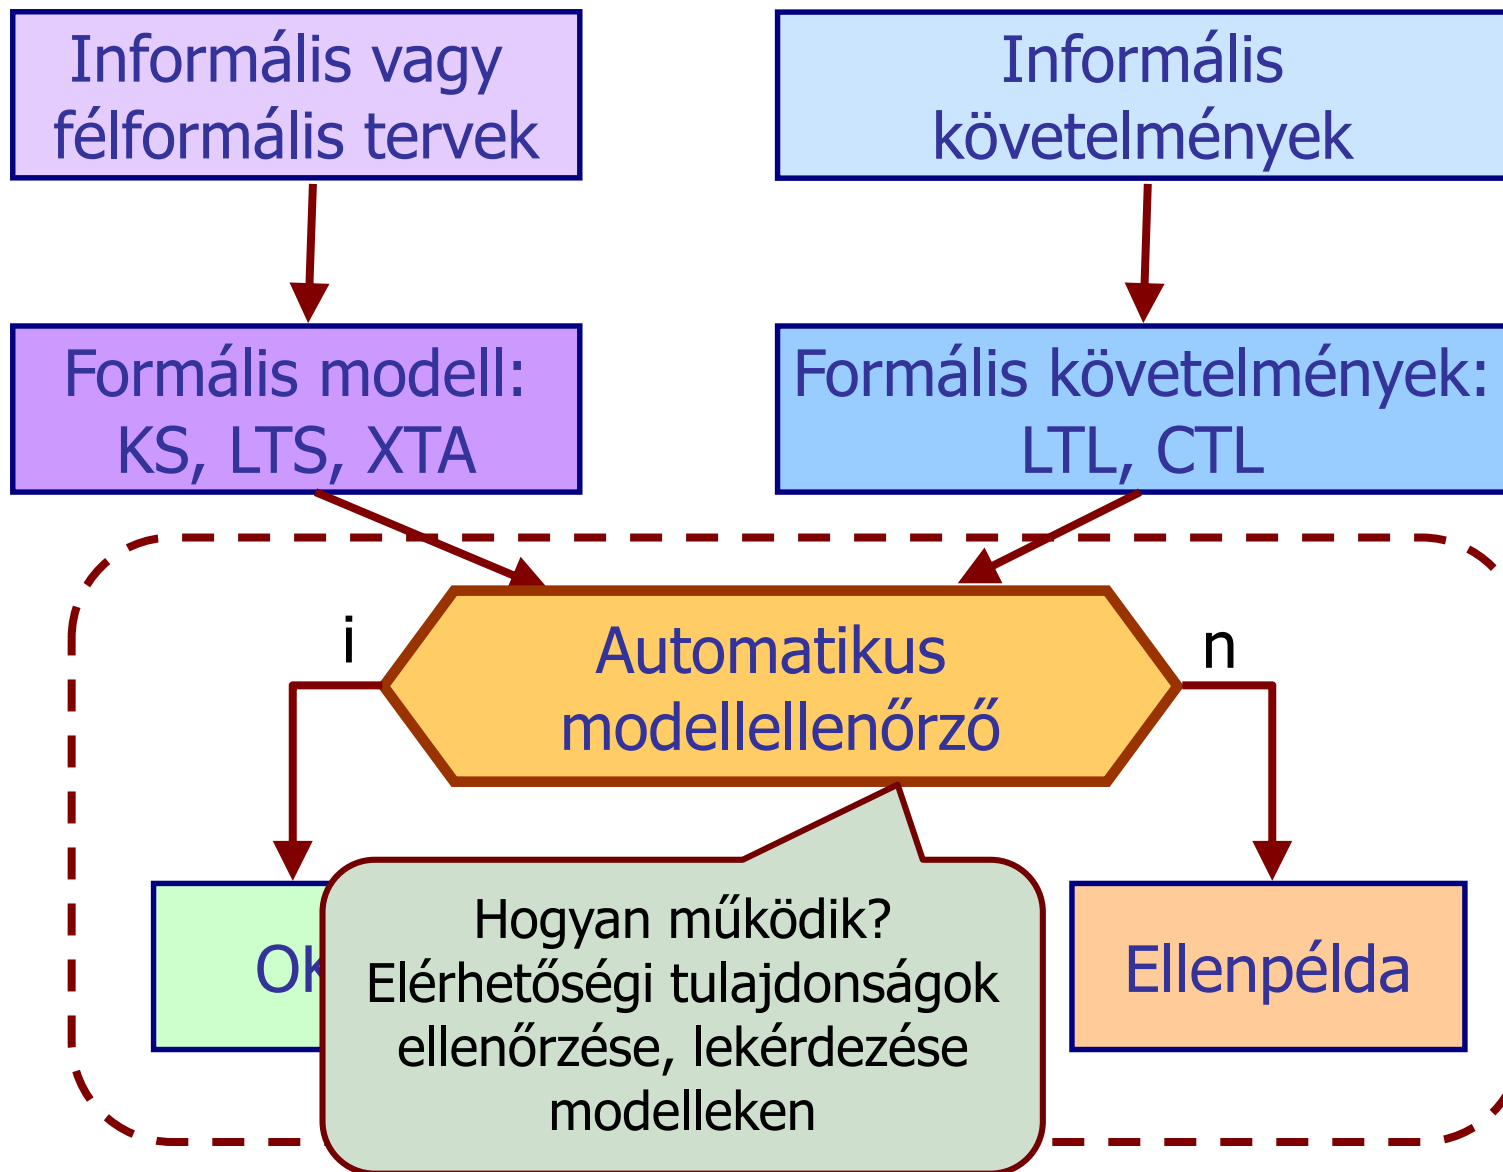 Informális vagy
félformális tervek
Informális
követelmények
Formális modell:
KS, LTS, XTA
Formális követelmények:
LTL, CTL
i
Automatikus
modellellenőrző
n
OK
Hogyan működik?
Elérhetőségi tulajdonságok
ellenőrzése, lekérdezése
modelleken
Ellenpélda